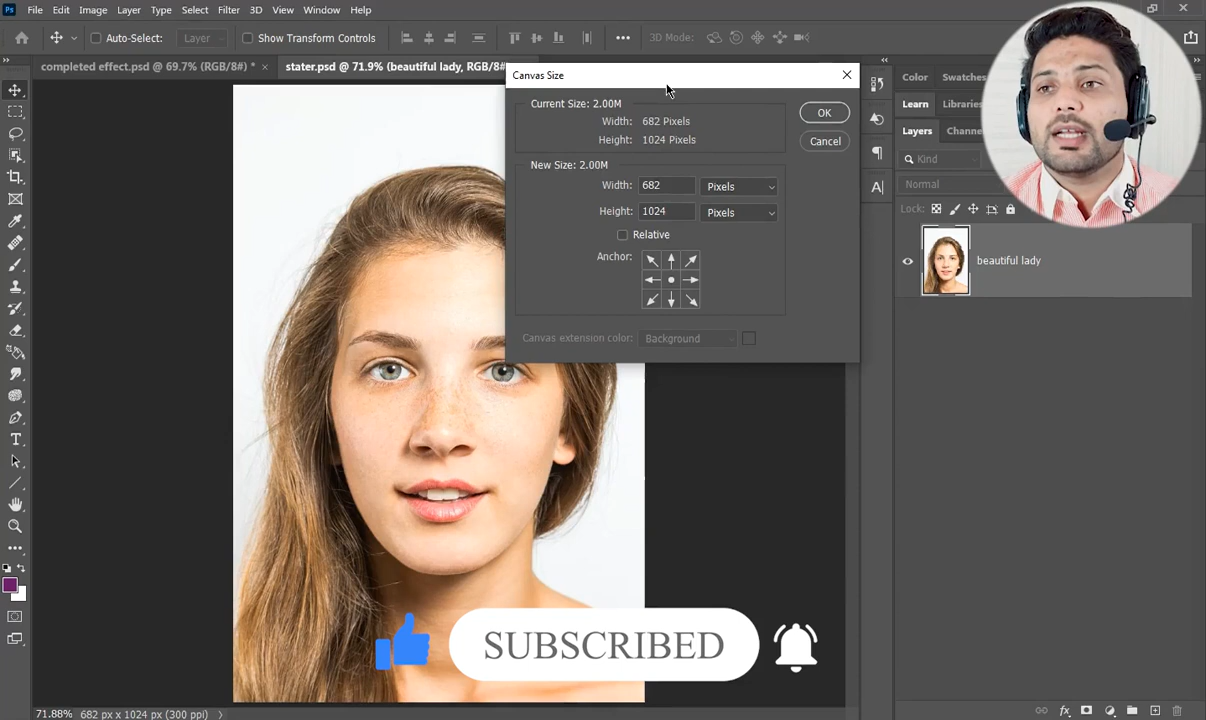 Ps File Edit Image Layer Type Select Filter 3D View Window Help
Auto-Select: Layer Show Transform Controls 3D Mode:
completed effect.psd @ 69.7% (RGB/8#) * stater.psd @ 71.9% (beautiful lady, RGB/8#
Canvas Size
Current Size: 2.00M
Width: 682 Pixels
Height: 1024 Pixels
OK
Cancel
New Size: 2.00M
Width: 682 Pixels
Height: 1024 Pixels
Relative
Anchor:
Canvas extension color: Background
Color Swatches
Learn Libraries
Layers Channe
Kind
Normal
Lock:
beautiful lady
SUBSCRIBED
71.88% 682 px x 1024 px (300 ppi)